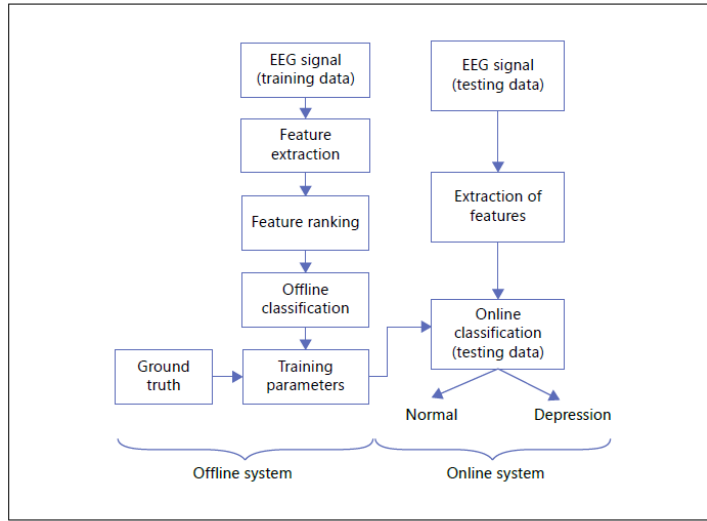 EEG signal
(training data)
Feature
extraction
Feature ranking
Offline
classification
Ground
truth
Training
parameters
Offline system
EEG signal
(testing data)
Extraction of
features
Online
classification
(testing data)
Normal
Depression
Online system